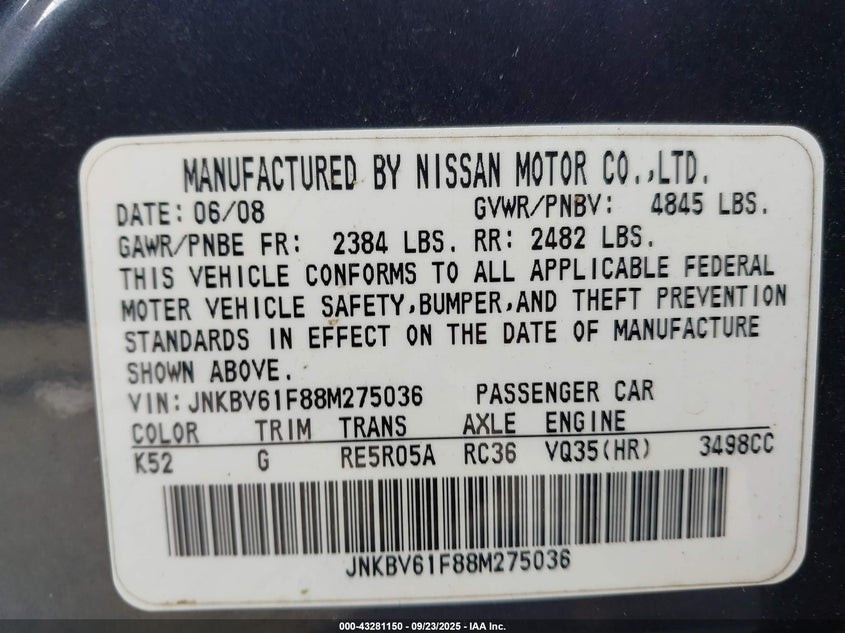 MANUFACTURED BY NISSAN MOTOR CO.,LTD.
DATE: 06/08 GVWR/PNBV: 4845 LBS.
GAWR/PNBE FR: 2384 LBS. RR: 2482 LBS.
THIS VEHICLE CONFORMS TO ALL APPLICABLE FEDERAL
MOTER VEHICLE SAFETY,BUMPER,AND THEFT PREVENTION
STANDARDS IN EFFECT ON THE DATE OF MANUFACTURE
SHOWN ABOVE.
VIN:JNKBV61F88M275036 PASSENGER CAR
COLOR TRIM TRANS AXLE ENGINE
K52 G RE5R05A RC36 VQ35(HR) 3498CC
JNKBV61F88M275036
000-43281150 - 09/23/2025 - IAA Inc.